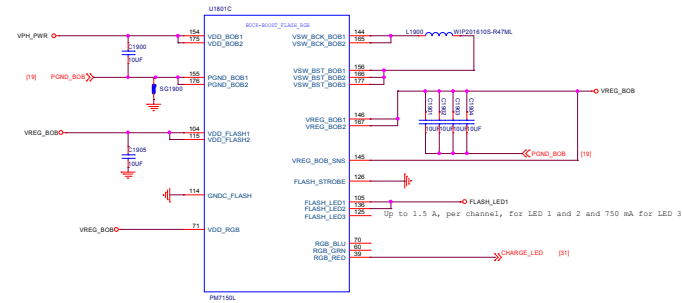 U1801C
BUCK-BOOST_FLASH_RGB
VPH_PWR
154 VDD_BOB1
175 VDD_BOB2
C1900
10UF
[19] PGND_BOB
155 PGND_BOB1
176 PGND_BOB2
SG1900
VREG_BOB
104 VDD_FLASH1
115 VDD_FLASH2
C1905
10UF
114 GNDC_FLASH
VREG_BOB
71 VDD_RGB
VSW_BCK_BOB1 144
VSW_BCK_BOB2 165
L1900 WIP201610S-R47ML
VSW_BST_BOB1 156
VSW_BST_BOB2 166
VSW_BST_BOB3 177
VREG_BOB
VREG_BOB1 146
VREG_BOB2 167
C1901 C1902 C1903 C1904
10UF 10UF 10UF 10UF
VREG_BOB_SNS 145
PGND_BOB [19]
FLASH_STROBE 126
FLASH_LED1 105
FLASH_LED2 136
FLASH_LED3 125
FLASH_LED1
Up to 1.5 A, per channel, for LED 1 and 2 and 750 mA for LED 3
RGB_BLU 70
RGB_GRN 60
RGB_RED 39
CHARGE_LED [31]
PM7150L